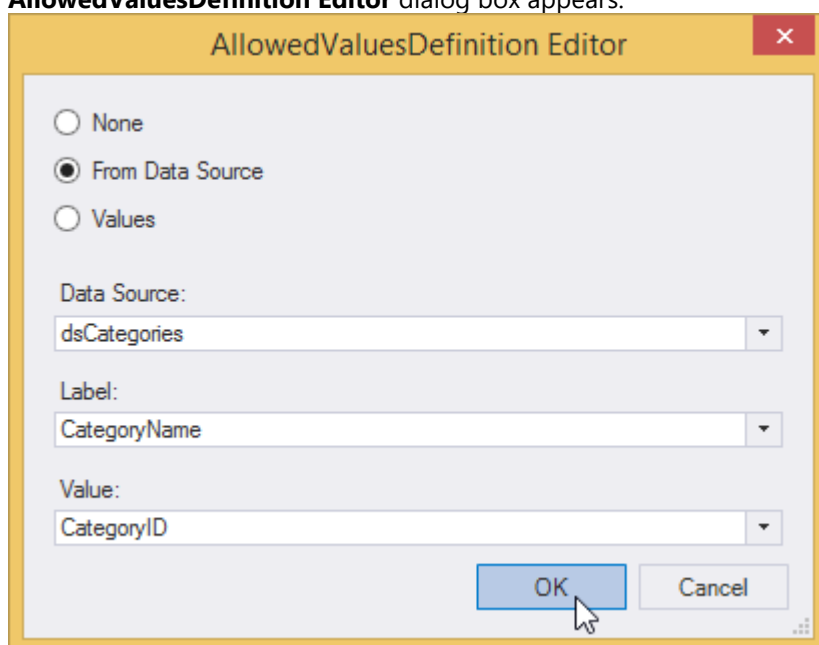 AllowedValuesDefinition Editor dialog box appears.
AllowedValuesDefinition Editor
None
From Data Source
Values
Data Source:
dsCategories
Label:
CategoryName
Value:
CategoryID
OK
Cancel